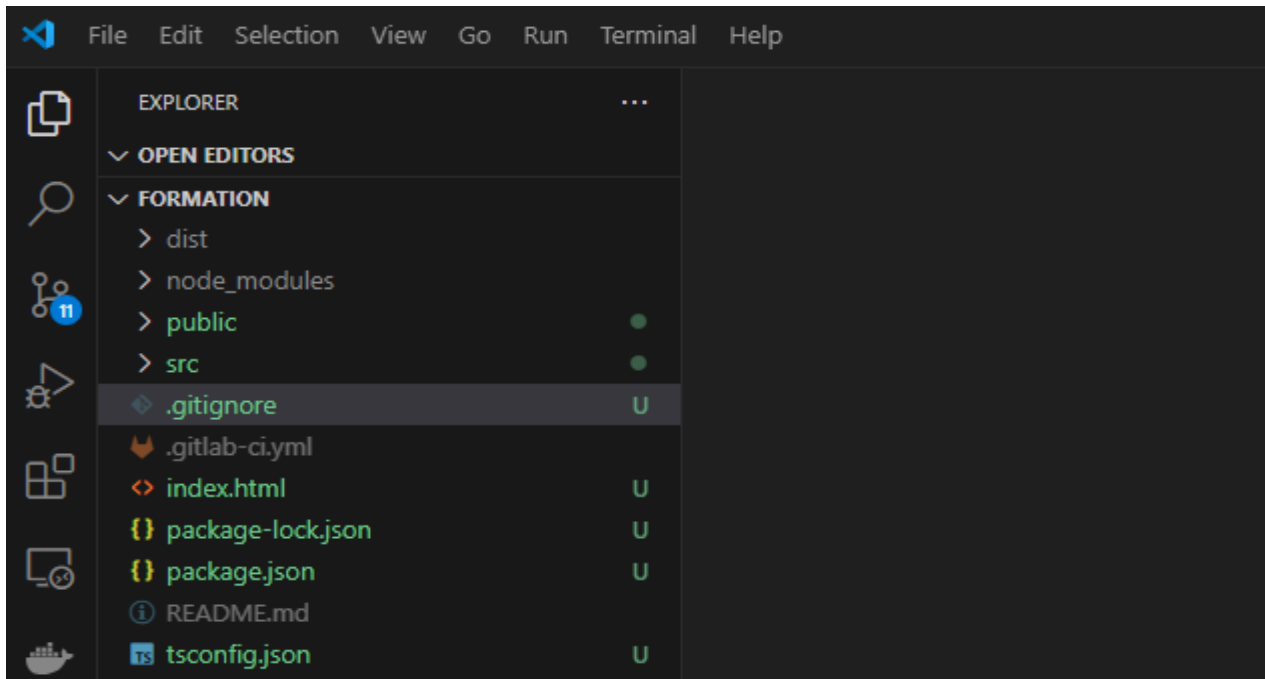 File Edit Selection View Go Run Terminal Help
EXPLORER ...
OPEN EDITORS
FORMATION
dist
node_modules
11
public
src
.gitignore U
.gitlab-ci.yml
index.html U
package-lock.json U
package.json U
README.md
TS tsconfig.json U